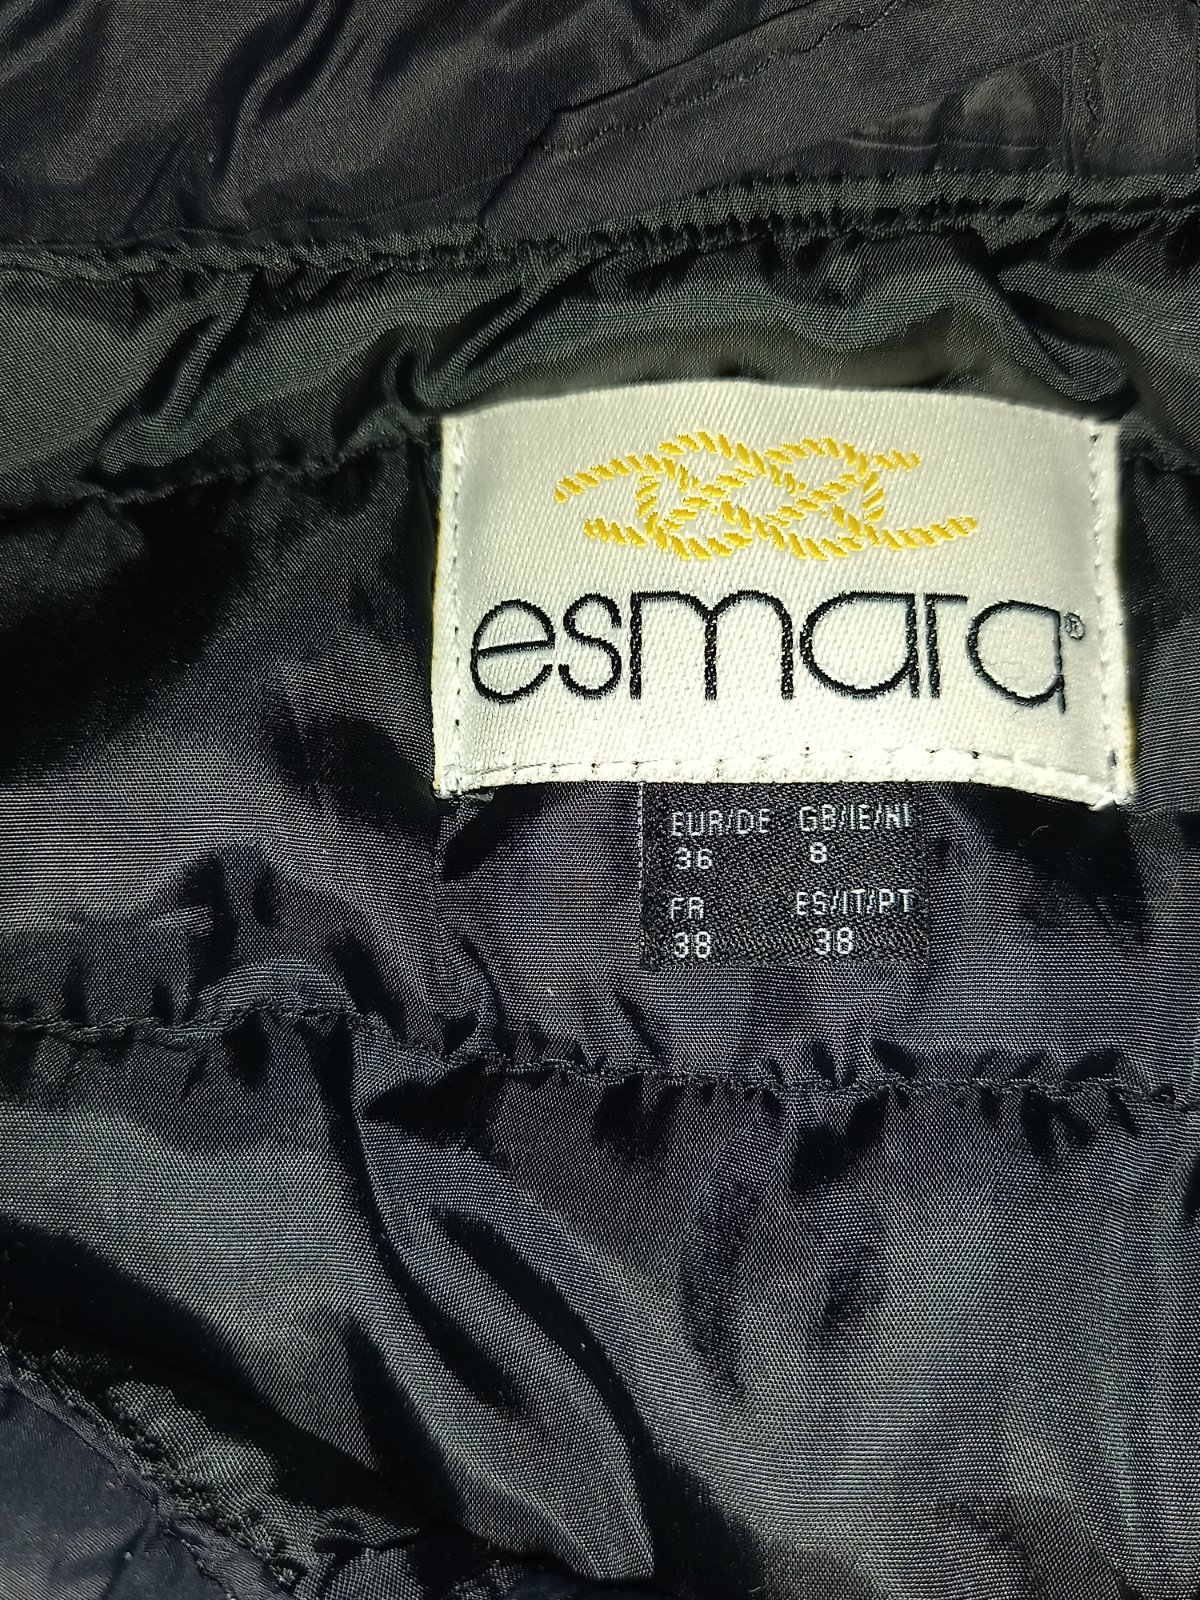 esmara®
EUR/DE GB/IE/NI
36 8
FR ES/IT/PT
38 38